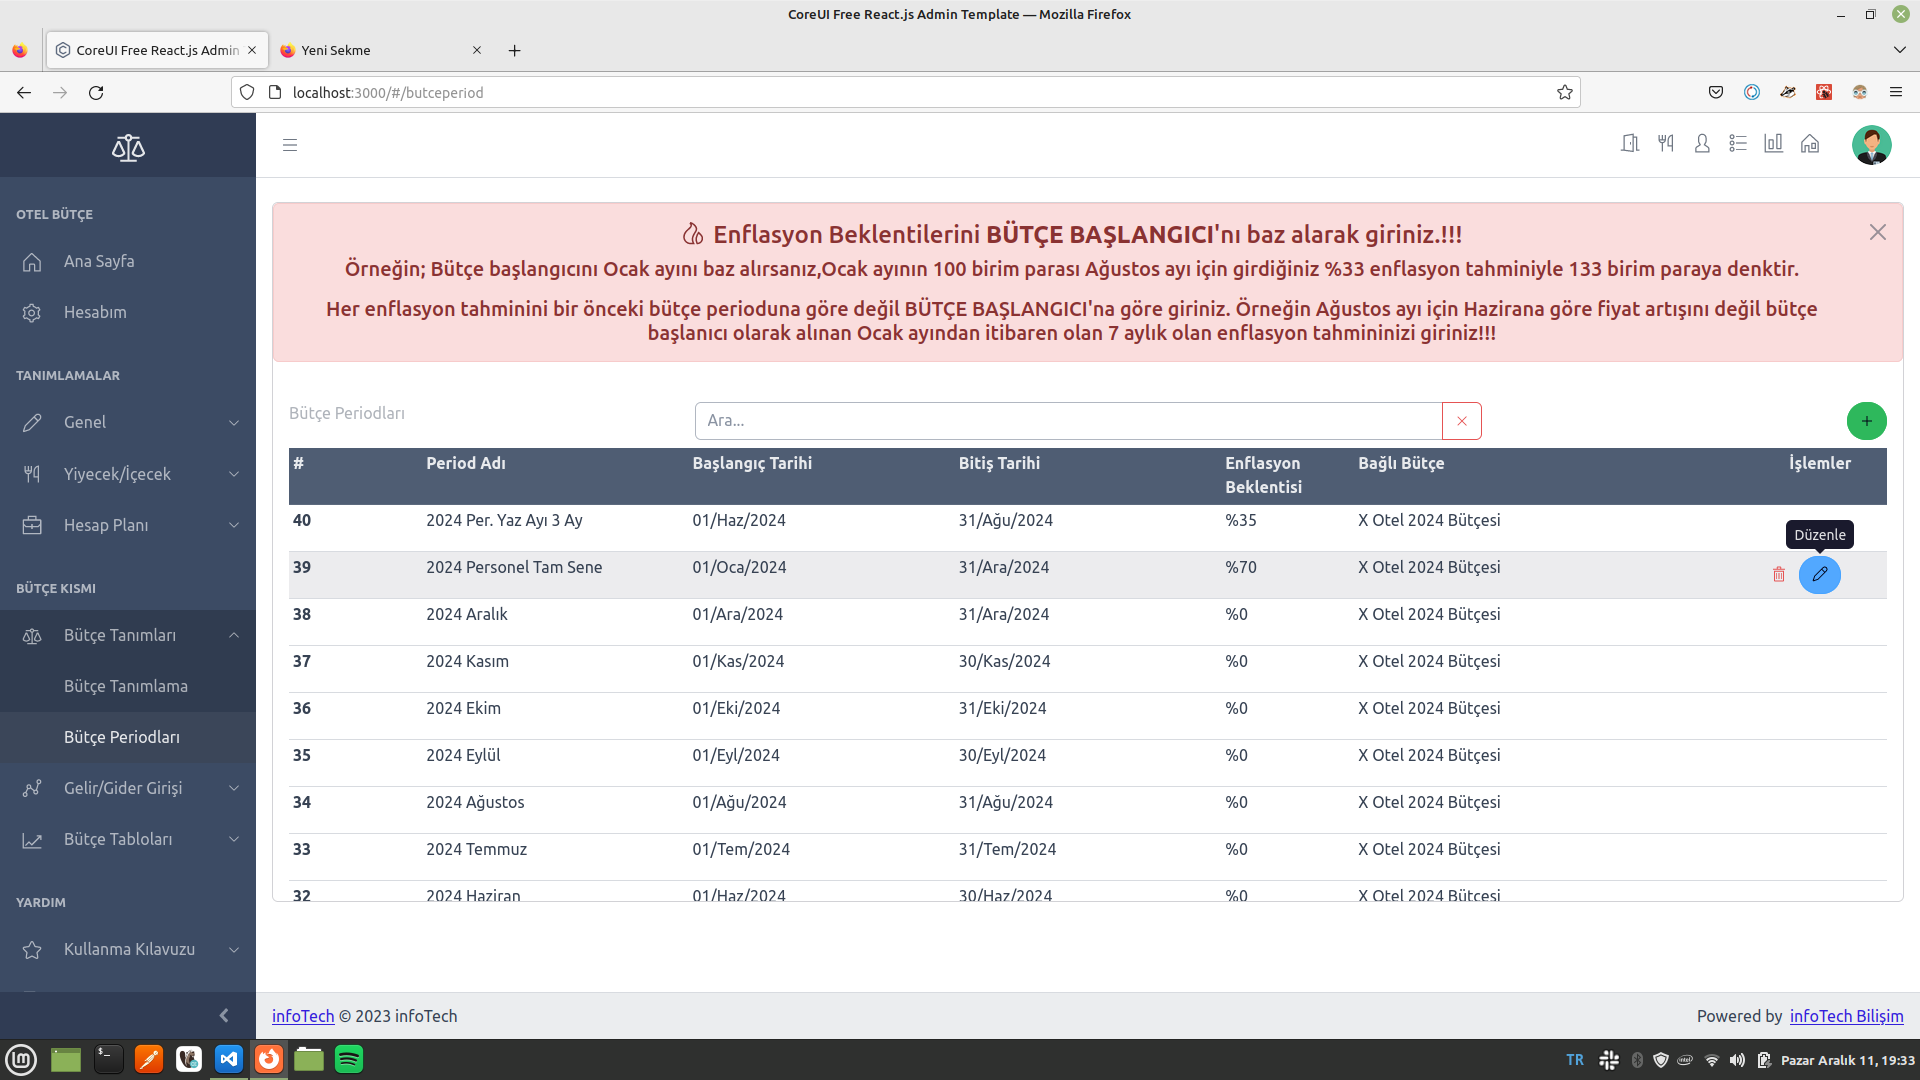 CoreUI Free React.js Admin Template — Mozilla Firefox
CoreUI Free React.js Admin
Yeni Sekme
localhost:3000/#/butceperiod
OTEL BÜTÇE
Ana Sayfa
Hesabım
TANIMLAMALAR
Genel
Yiyecek/İçecek
Hesap Planı
BÜTÇE KISMI
Bütçe Tanımları
Bütçe Tanımlama
Bütçe Periodları
Gelir/Gider Girişi
Bütçe Tabloları
YARDIM
Kullanma Kılavuzu
Enflasyon Beklentilerini BÜTÇE BAŞLANGICI'nı baz alarak giriniz.!!!
Örneğin; Bütçe başlangıcını Ocak ayını baz alırsanız,Ocak ayının 100 birim parası Ağustos ayı için girdiğiniz %33 enflasyon tahminiyle 133 birim paraya denktir.
Her enflasyon tahminini bir önceki bütçe perioduna göre değil BÜTÇE BAŞLANGICI'na göre giriniz. Örneğin Ağustos ayı için Hazirana göre fiyat artışını değil bütçe
başlanıcı olarak alınan Ocak ayından itibaren olan 7 aylık olan enflasyon tahmininizi giriniz!!!
Bütçe Periodları
Ara...
# Period Adı Başlangıç Tarihi Bitiş Tarihi Enflasyon Beklentisi Bağlı Bütçe İşlemler
40 2024 Per. Yaz Ayı 3 Ay 01/Haz/2024 31/Ağu/2024 %35 X Otel 2024 Bütçesi
Düzenle
39 2024 Personel Tam Sene 01/Oca/2024 31/Ara/2024 %70 X Otel 2024 Bütçesi
38 2024 Aralık 01/Ara/2024 31/Ara/2024 %0 X Otel 2024 Bütçesi
37 2024 Kasım 01/Kas/2024 30/Kas/2024 %0 X Otel 2024 Bütçesi
36 2024 Ekim 01/Eki/2024 31/Eki/2024 %0 X Otel 2024 Bütçesi
35 2024 Eylül 01/Eyl/2024 30/Eyl/2024 %0 X Otel 2024 Bütçesi
34 2024 Ağustos 01/Ağu/2024 31/Ağu/2024 %0 X Otel 2024 Bütçesi
33 2024 Temmuz 01/Tem/2024 31/Tem/2024 %0 X Otel 2024 Bütçesi
32 2024 Haziran 01/Haz/2024 30/Haz/2024 %0 X Otel 2024 Bütçesi
infoTech © 2023 infoTech
Powered by infoTech Bilişim
TR
Pazar Aralık 11, 19:33